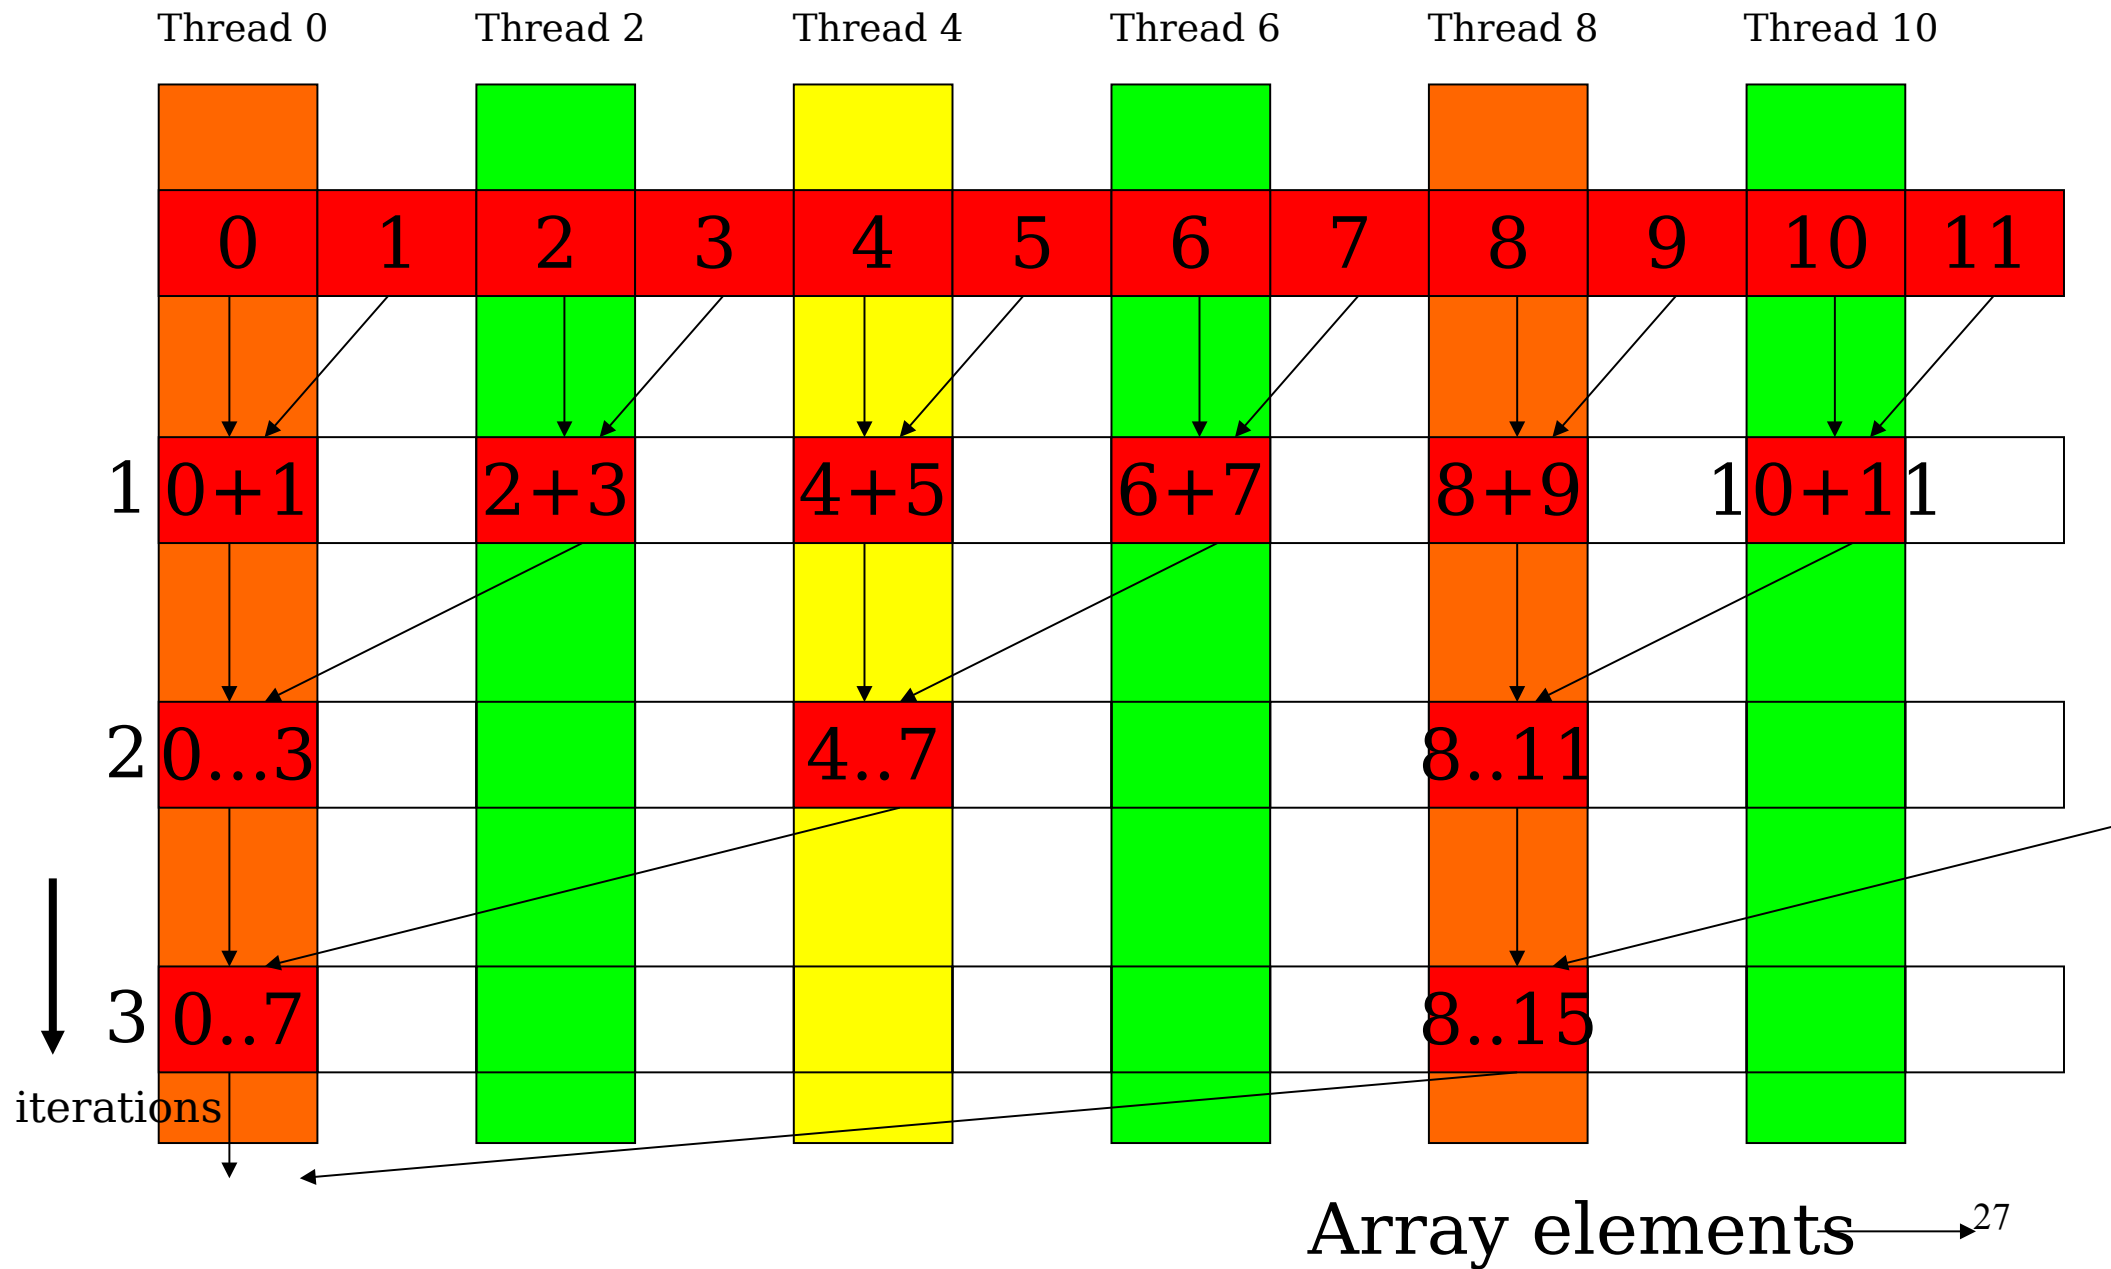 Thread 0 Thread 2 Thread 4 Thread 6 Thread 8 Thread 10
0 1 2 3 4 5 6 7 8 9 10 11
1 0+1 2+3 4+5 6+7 8+9 10+11
2 0...3 4..7 8..11
3 0..7 8..15
iterations
Array elements 27